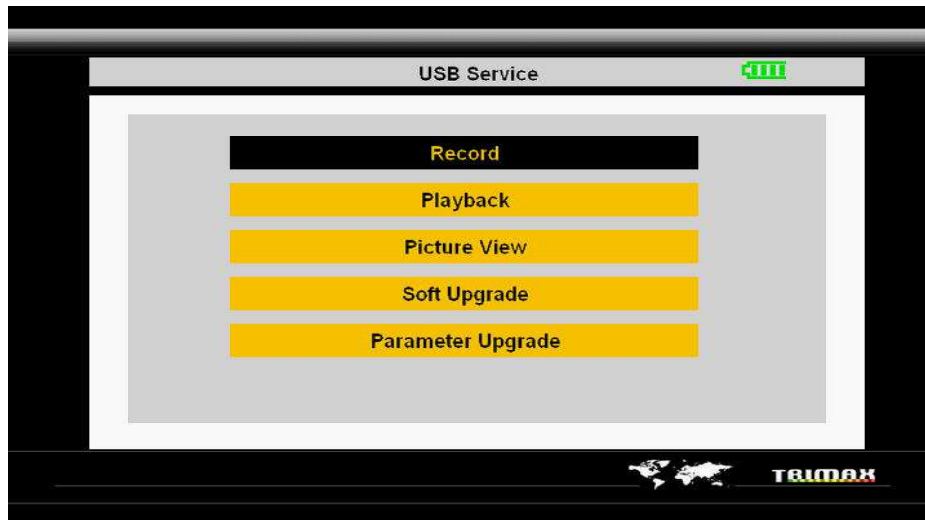 USB Service
Record
Playback
Picture View
Soft Upgrade
Parameter Upgrade
TRIMAX